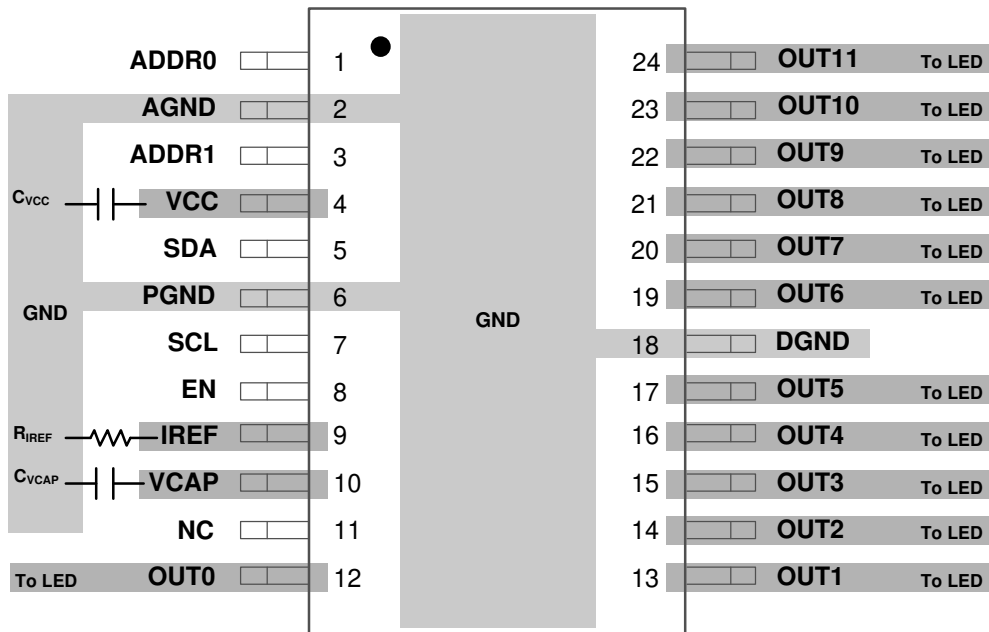 ADDR0 1 24 OUT11 To LED
AGND 2 23 OUT10 To LED
ADDR1 3 22 OUT9 To LED
CVCC VCC 4 21 OUT8 To LED
SDA 5 20 OUT7 To LED
PGND 6 19 OUT6 To LED
GND GND
SCL 7 18 DGND
EN 8 17 OUT5 To LED
RIREF IREF 9 16 OUT4 To LED
CVCAP VCAP 10 15 OUT3 To LED
NC 11 14 OUT2 To LED
To LED OUT0 12 13 OUT1 To LED